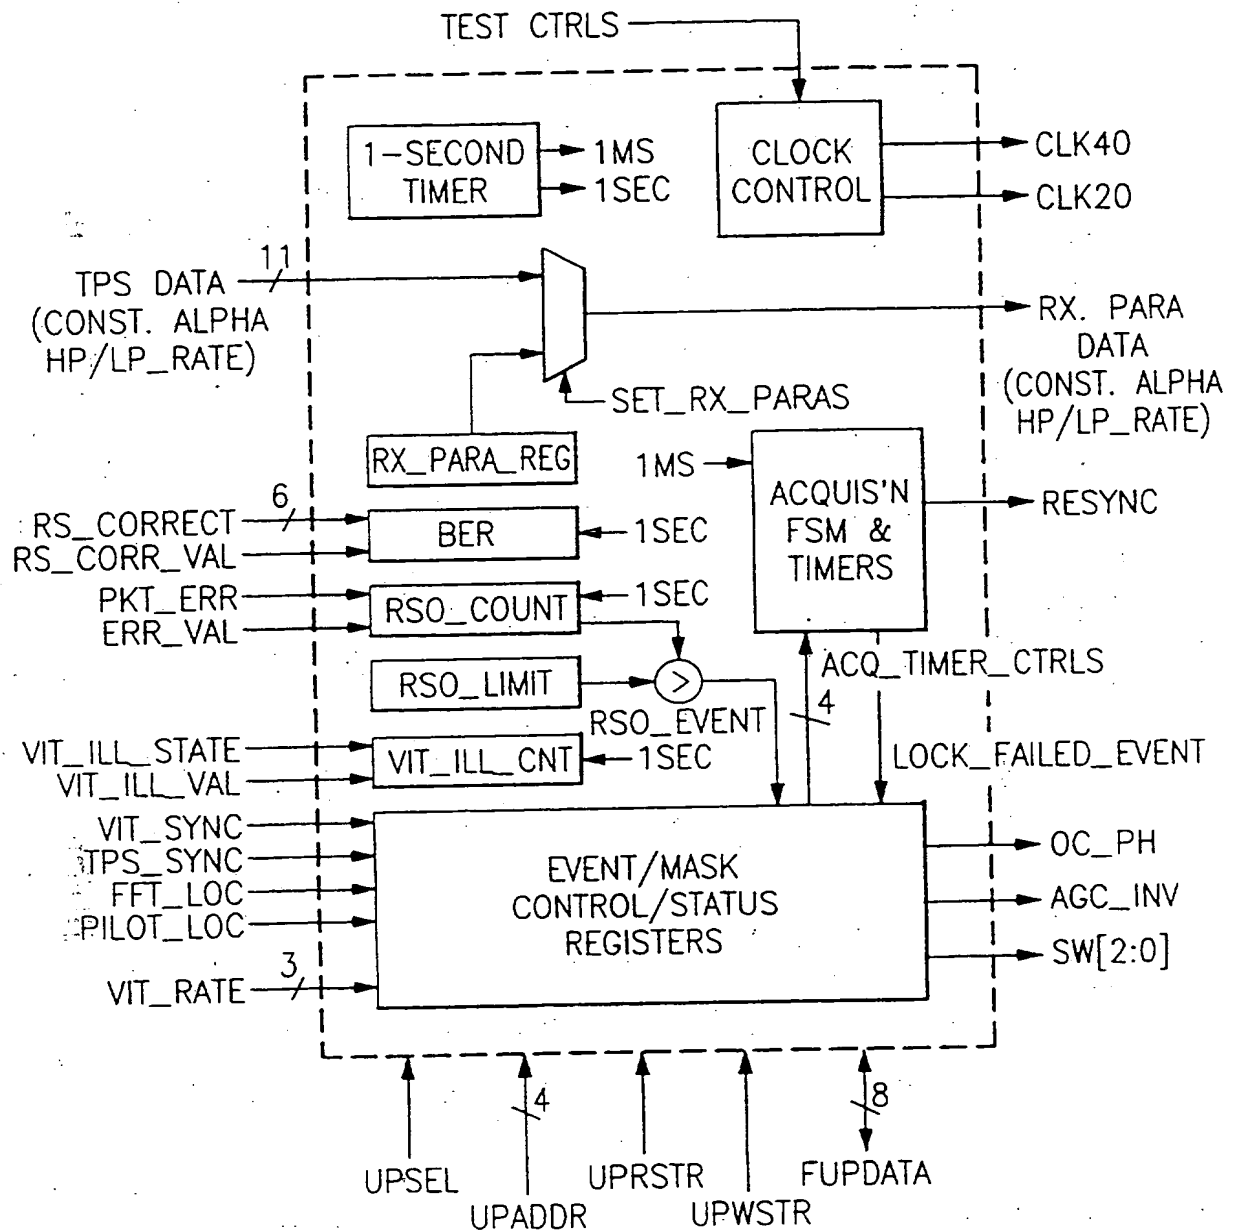 TEST CTRLS
1-SECOND
TIMER
1MS
1SEC
CLOCK
CONTROL
CLK40
CLK20
11
TPS DATA
(CONST. ALPHA
HP/LP_RATE)
RX. PARA
DATA
(CONST. ALPHA
HP/LP_RATE)
SET_RX_PARAS
RX_PARA_REG
1MS
ACQUIS'N
FSM &
TIMERS
RESYNC
6
RS_CORRECT
RS_CORR_VAL
BER
1SEC
PKT_ERR
ERR_VAL
RSO_COUNT
1SEC
RSO_LIMIT
>
RSO_EVENT
ACQ_TIMER_CTRLS
4
LOCK_FAILED_EVENT
VIT_ILL_STATE
VIT_ILL_VAL
VIT_ILL_CNT
1SEC
VIT_SYNC
TPS_SYNC
FFT_LOC
PILOT_LOC
VIT_RATE
3
EVENT/MASK
CONTROL/STATUS
REGISTERS
OC_PH
AGC_INV
SW[2:0]
4
8
UPSEL
UPADDR
UPRSTR
UPWSTR
FUPDATA